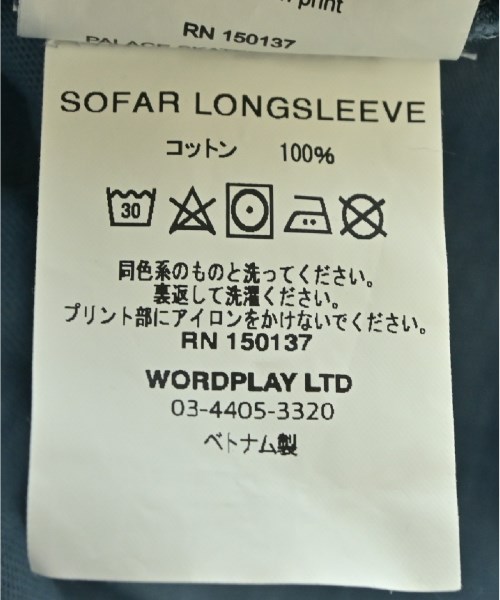 print
RN 150137
PALACE
SOFAR LONGSLEEVE
コットン 100%
30
同色系のものと洗ってください。
裏返して洗濯ください。
プリント部にアイロンをかけないでください。
RN 150137
WORDPLAY LTD
03-4405-3320
ベトナム製